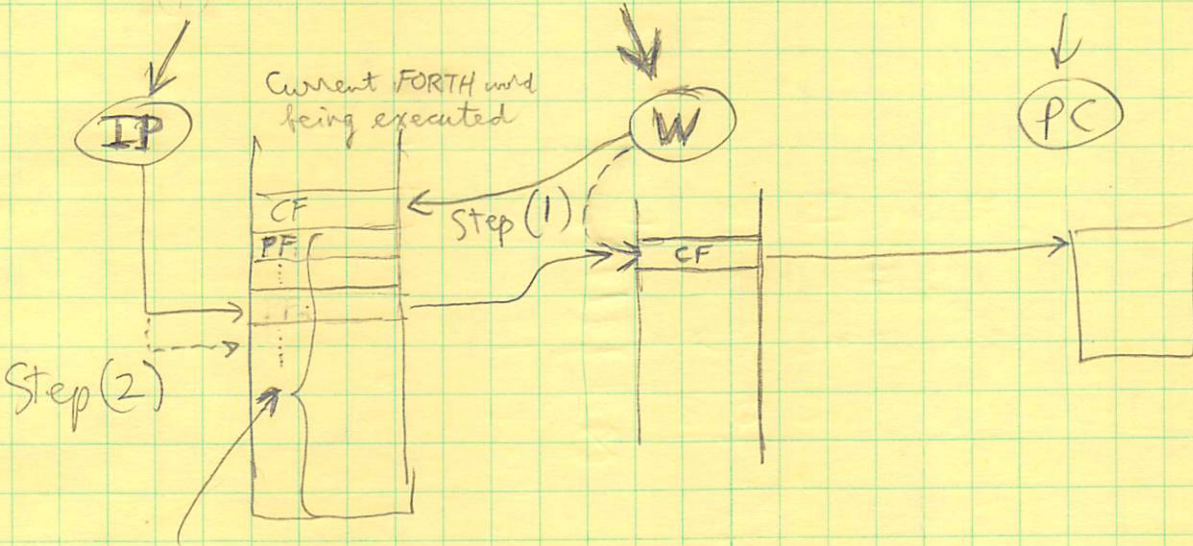 Current FORTH word
being executed
IP
W
PC
CF
Step (1)
PF
CF
Step (2)